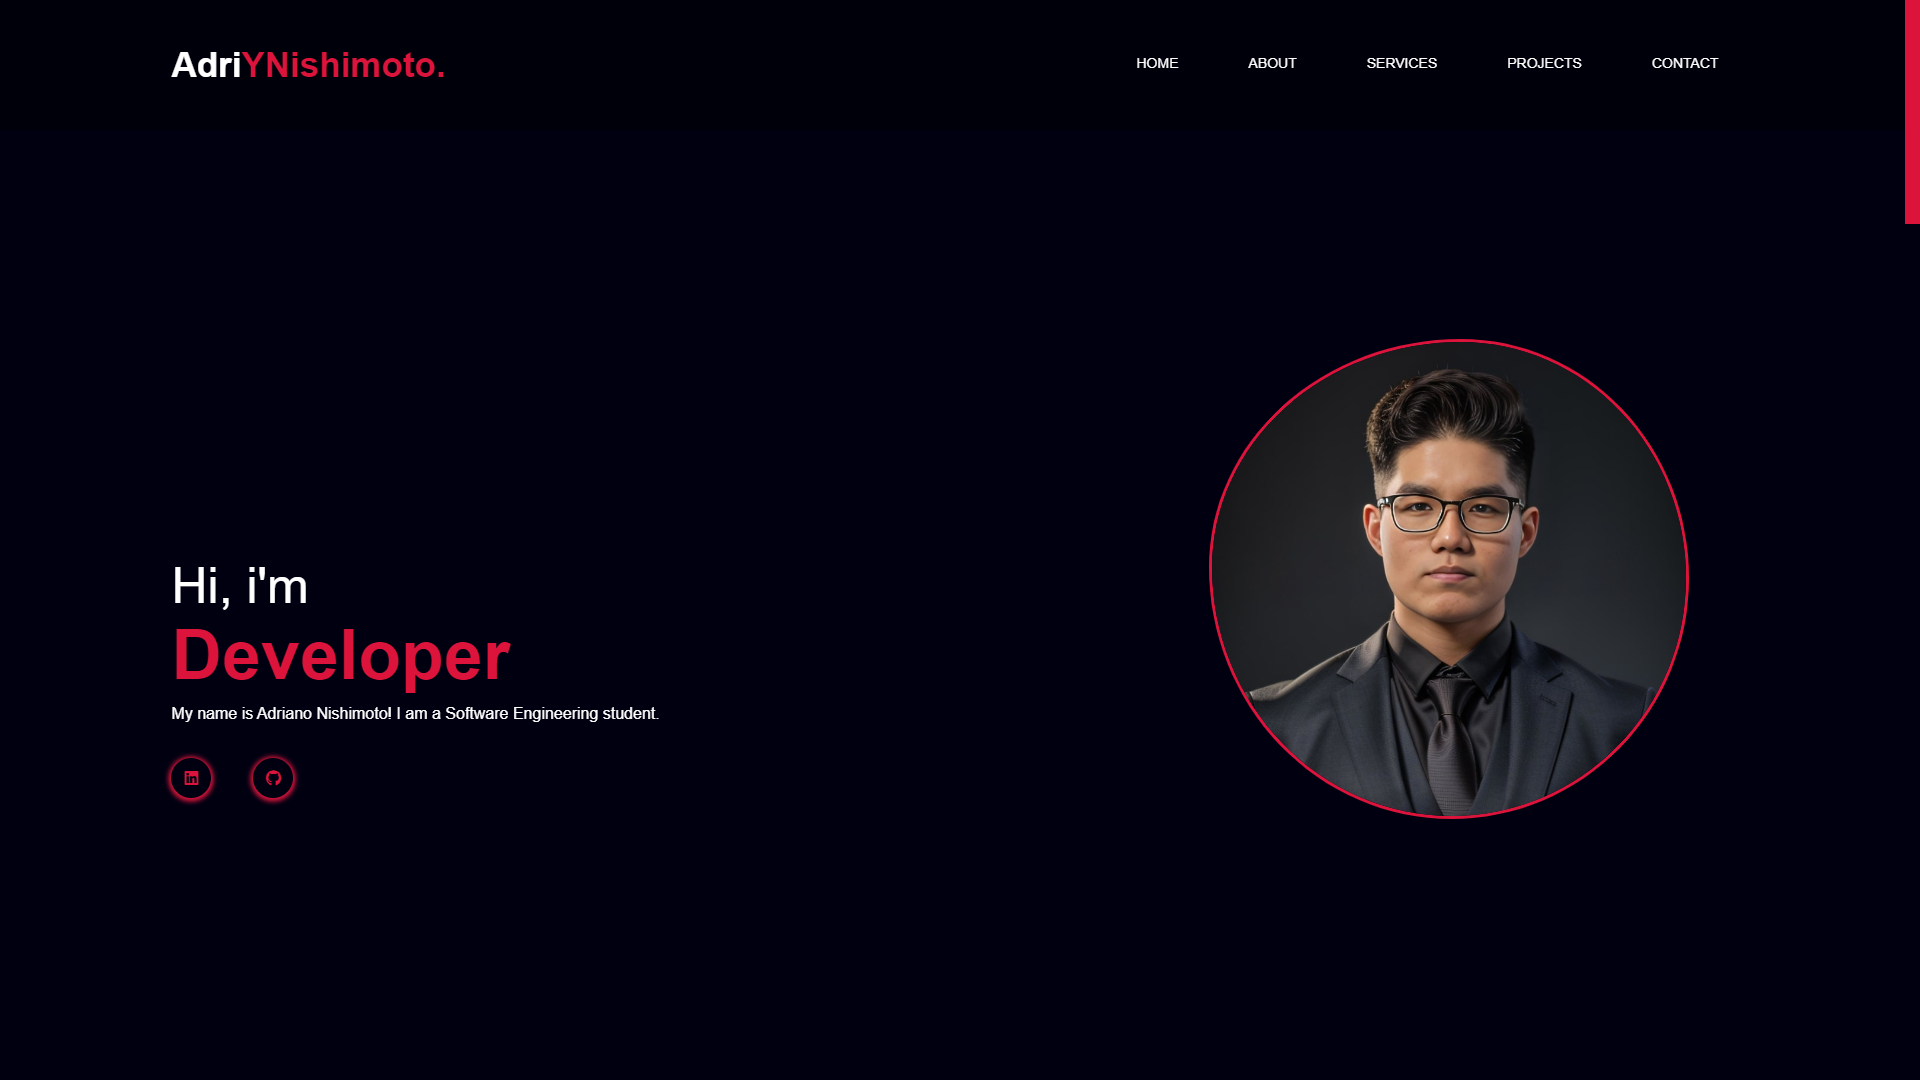 AdriYNishimoto.
HOME ABOUT SERVICES PROJECTS CONTACT
Hi, i'm
Developer
My name is Adriano Nishimoto! I am a Software Engineering student.